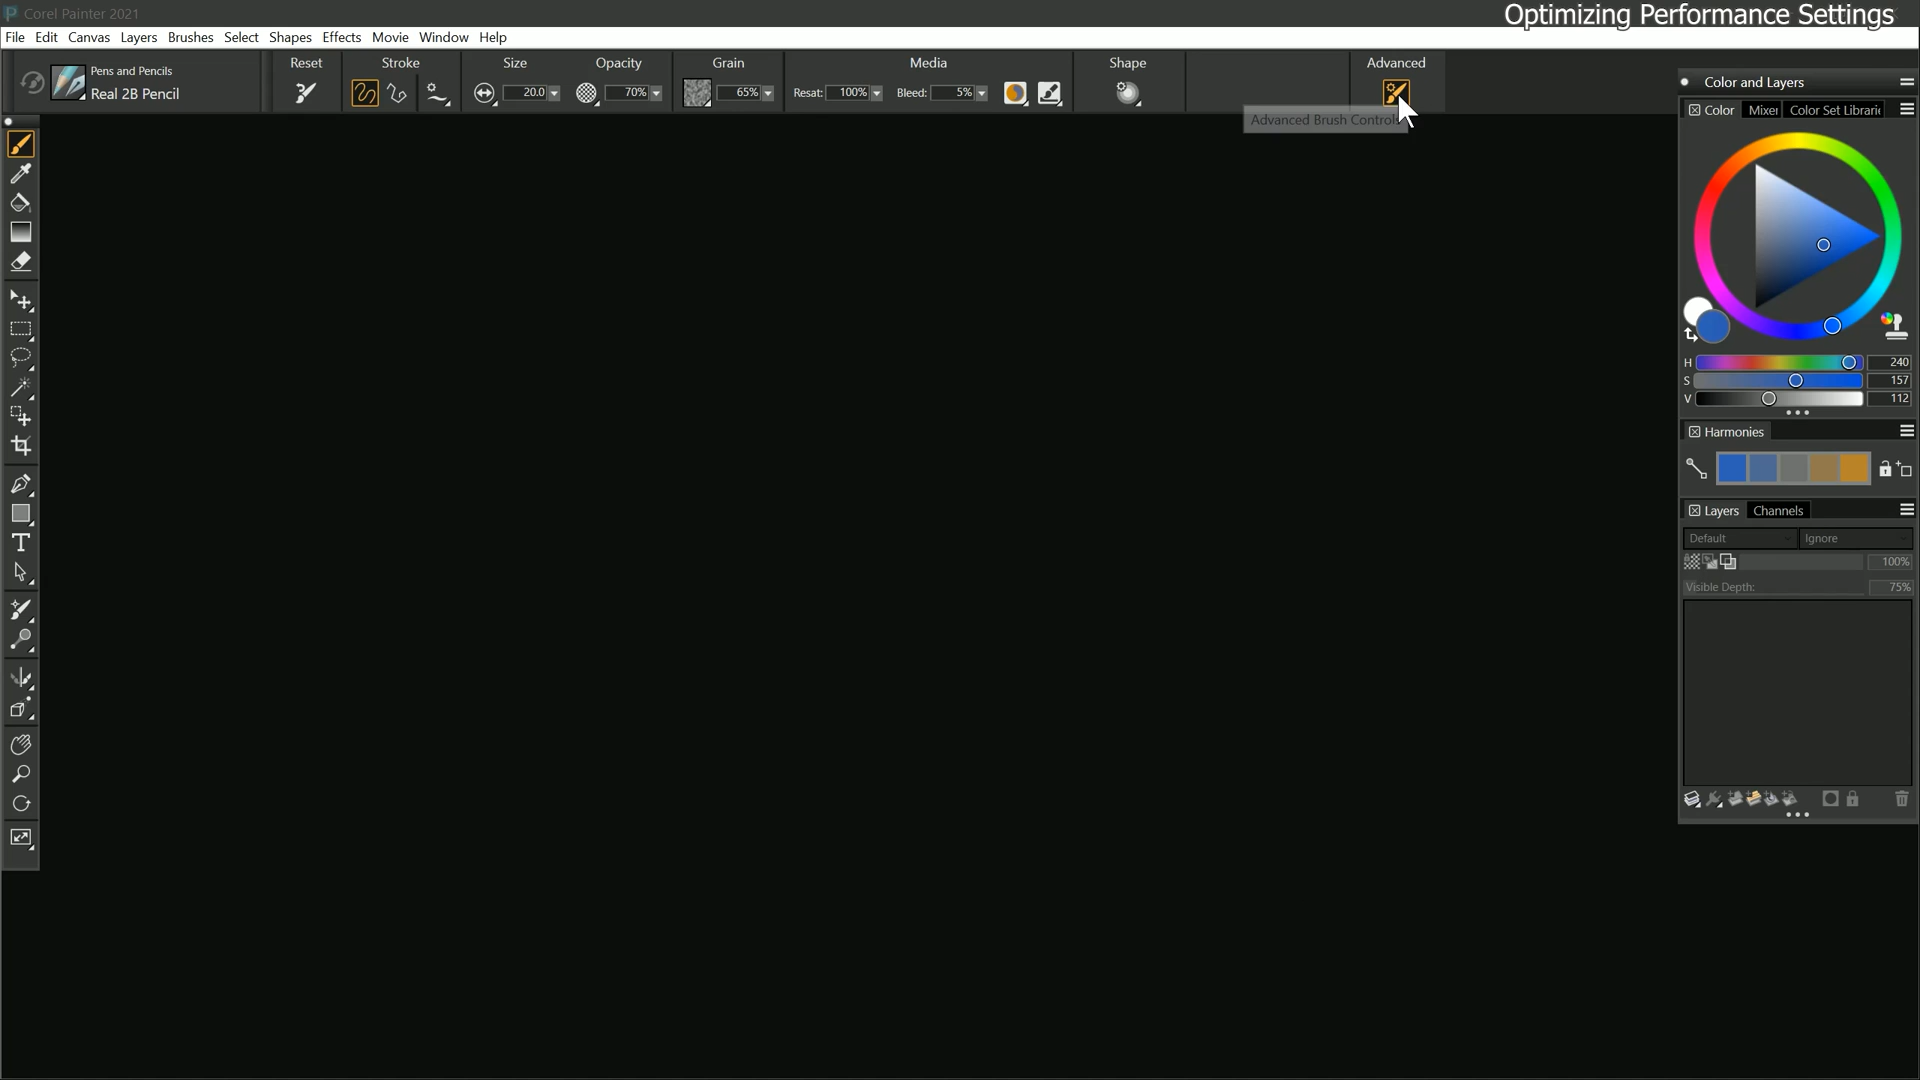 Corel Painter 2021
Optimizing Performance Settings
File Edit Canvas Layers Brushes Select Shapes Effects Movie Window Help
Pens and Pencils
Real 2B Pencil
Reset
Stroke
Size
20.0
Opacity
70%
Grain
65%
Media
Resat: 100%
Bleed: 5%
Shape
Advanced
Advanced Brush Controls
Color and Layers
Color Mixer Color Set Librarie
H 240
S 157
V 112
Harmonies
Layers Channels
Default Ignore
100%
Visible Depth: 75%
T